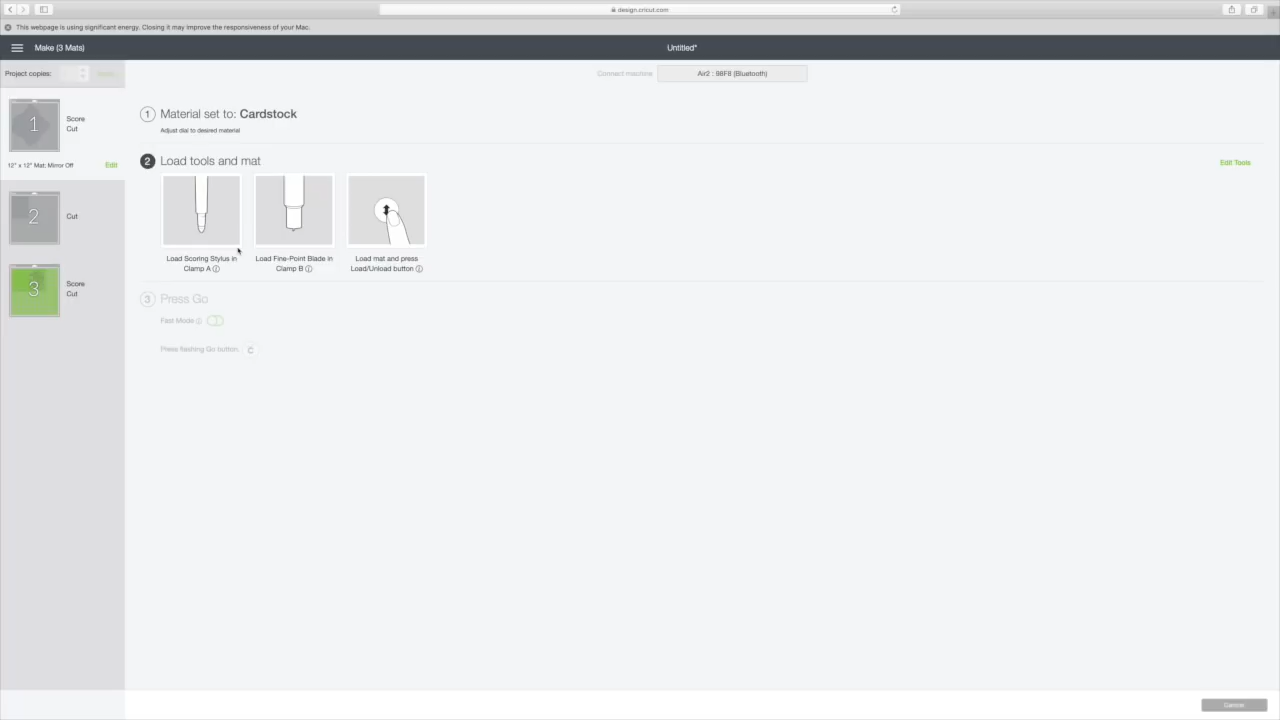 design.cricut.com
This webpage is using significant energy. Closing it may improve the responsiveness of your Mac.
Make (3 Mats)
Untitled*
Project copies:
Connect machine
Air2 : 98F8 (Bluetooth)
1
Score
Cut
12" x 12" Mat: Mirror Off
Edit
2
Cut
3
Score
Cut
1 Material set to: Cardstock
Adjust dial to desired material
2 Load tools and mat
Edit Tools
Load Scoring Stylus in
Clamp A
Load Fine-Point Blade in
Clamp B
Load mat and press
Load/Unload button
3 Press Go
Fast Mode
Press flashing Go button.
Cancel